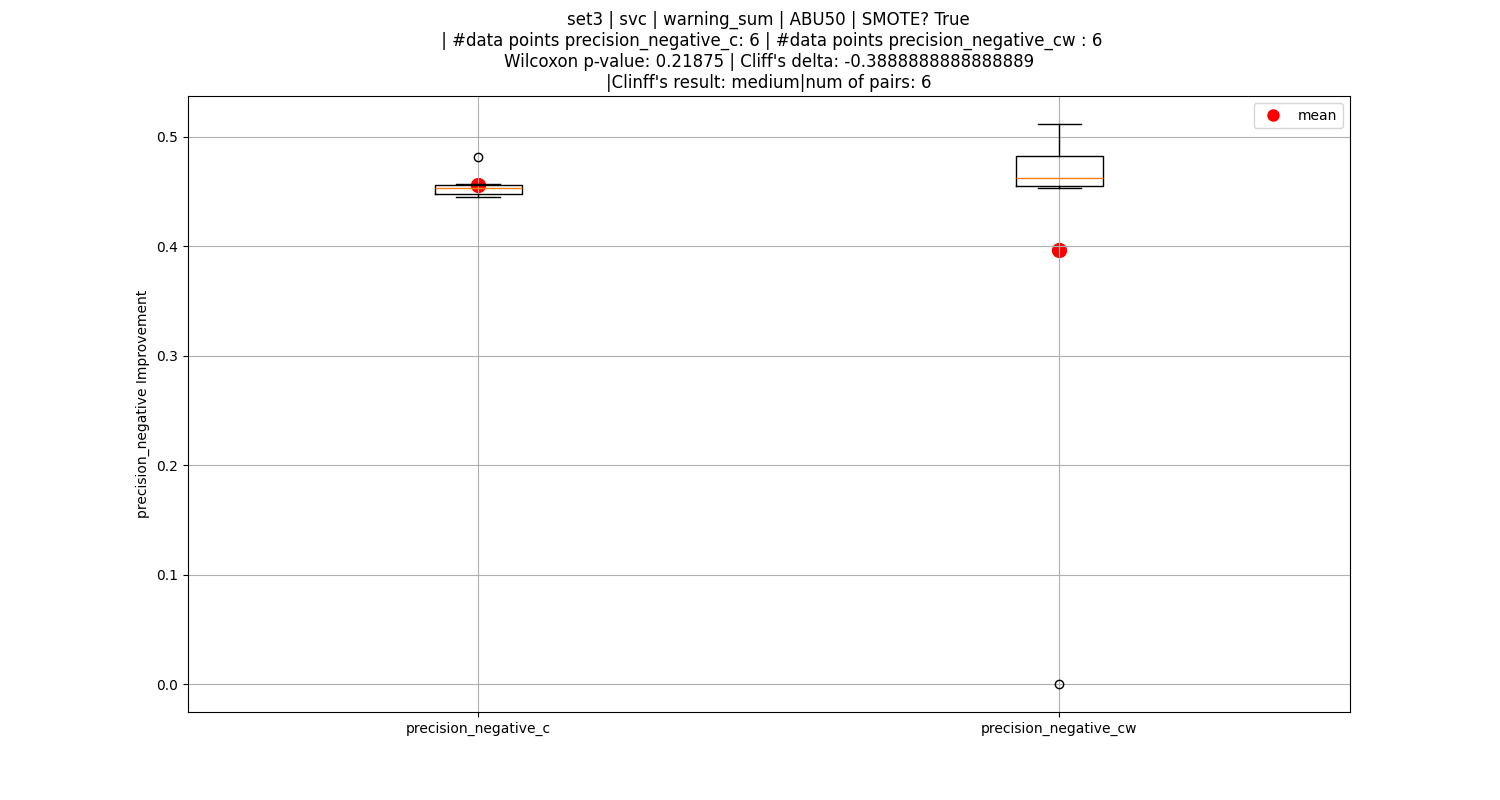 set3 | svc | warning_sum | ABU50 | SMOTE? True
| #data points precision_negative_c: 6 | #data points precision_negative_cw : 6
Wilcoxon p-value: 0.21875 | Cliff's delta: -0.3888888888888889
|Clinff's result: medium|num of pairs: 6
mean
0.5
0.4
0.3
0.2
0.1
0.0
precision_negative Improvement
precision_negative_c
precision_negative_cw